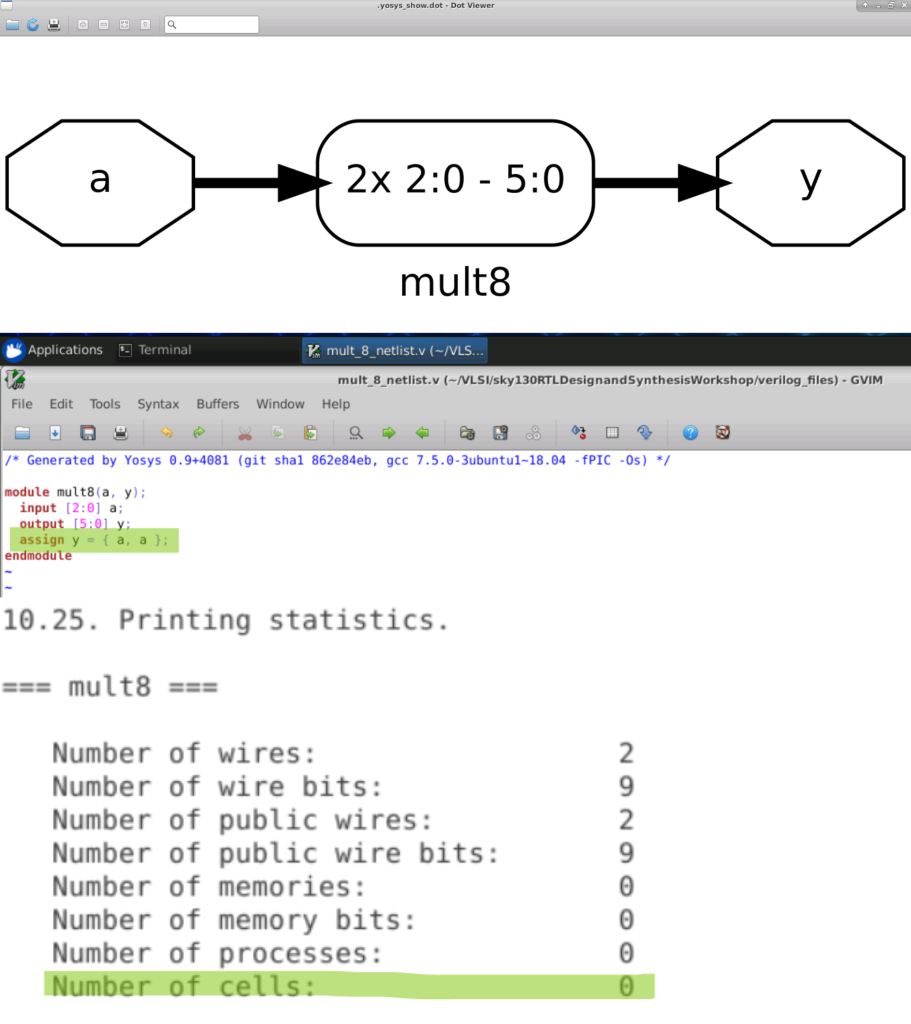 .yosys_show.dot - Dot Viewer
a
2x 2:0 - 5:0
y
mult8
Applications
Terminal
mult_8_netlist.v (~/VLS...
mult_8_netlist.v (~/VLSI/sky130RTLDesignandSynthesisWorkshop/verilog_files) - GVIM
File Edit Tools Syntax Buffers Window Help
/* Generated by Yosys 0.9+4081 (git sha1 862e84eb, gcc 7.5.0-3ubuntu1~18.04 -fPIC -Os) */
module mult8(a, y);
input [2:0] a;
output [5:0] y;
assign y = { a, a };
endmodule
~
~
10.25. Printing statistics.
=== mult8 ===
Number of wires: 2
Number of wire bits: 9
Number of public wires: 2
Number of public wire bits: 9
Number of memories: 0
Number of memory bits: 0
Number of processes: 0
Number of cells: 0